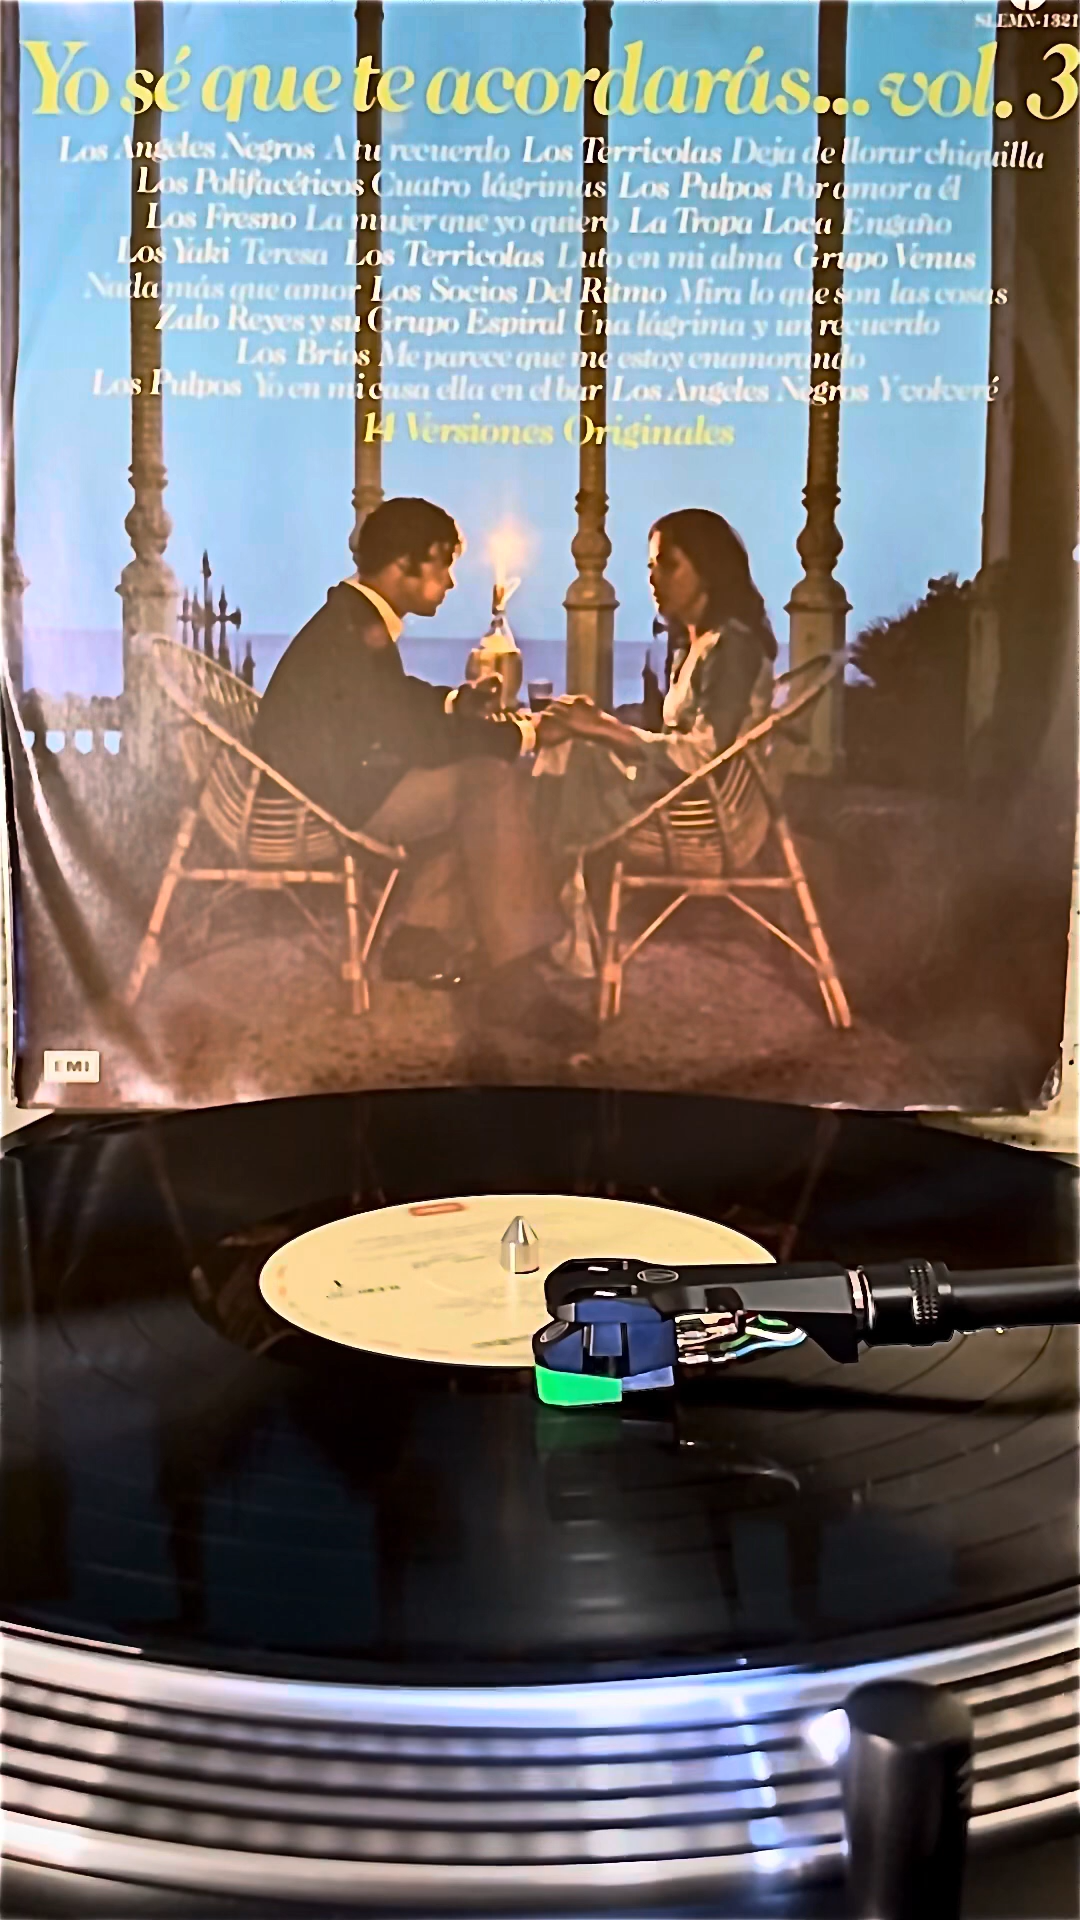 SLEMN-1321
Yo sé que te acordarás... vol. 3
Los Angeles Negros A tu recuerdo Los Terricolas Deja de llorar chiquilla
Los Polifacéticos Cuatro lágrimas Los Pulpos Por amor a él
Los Fresno La mujer que yo quiero La Tropa Loca Engaño
Los Yaki Teresa Los Terricolas Luto en mi alma Grupo Venus
Nada más que amor Los Socios Del Ritmo Mira lo que son las cosas
Zalo Reyes y su Grupo Espiral Una lágrima y un recuerdo
Los Bríos Me parece que me estoy enamorando
Los Pulpos Yo en mi casa ella en el bar Los Angeles Negros Y volveré
14 Versiones Originales
EMI